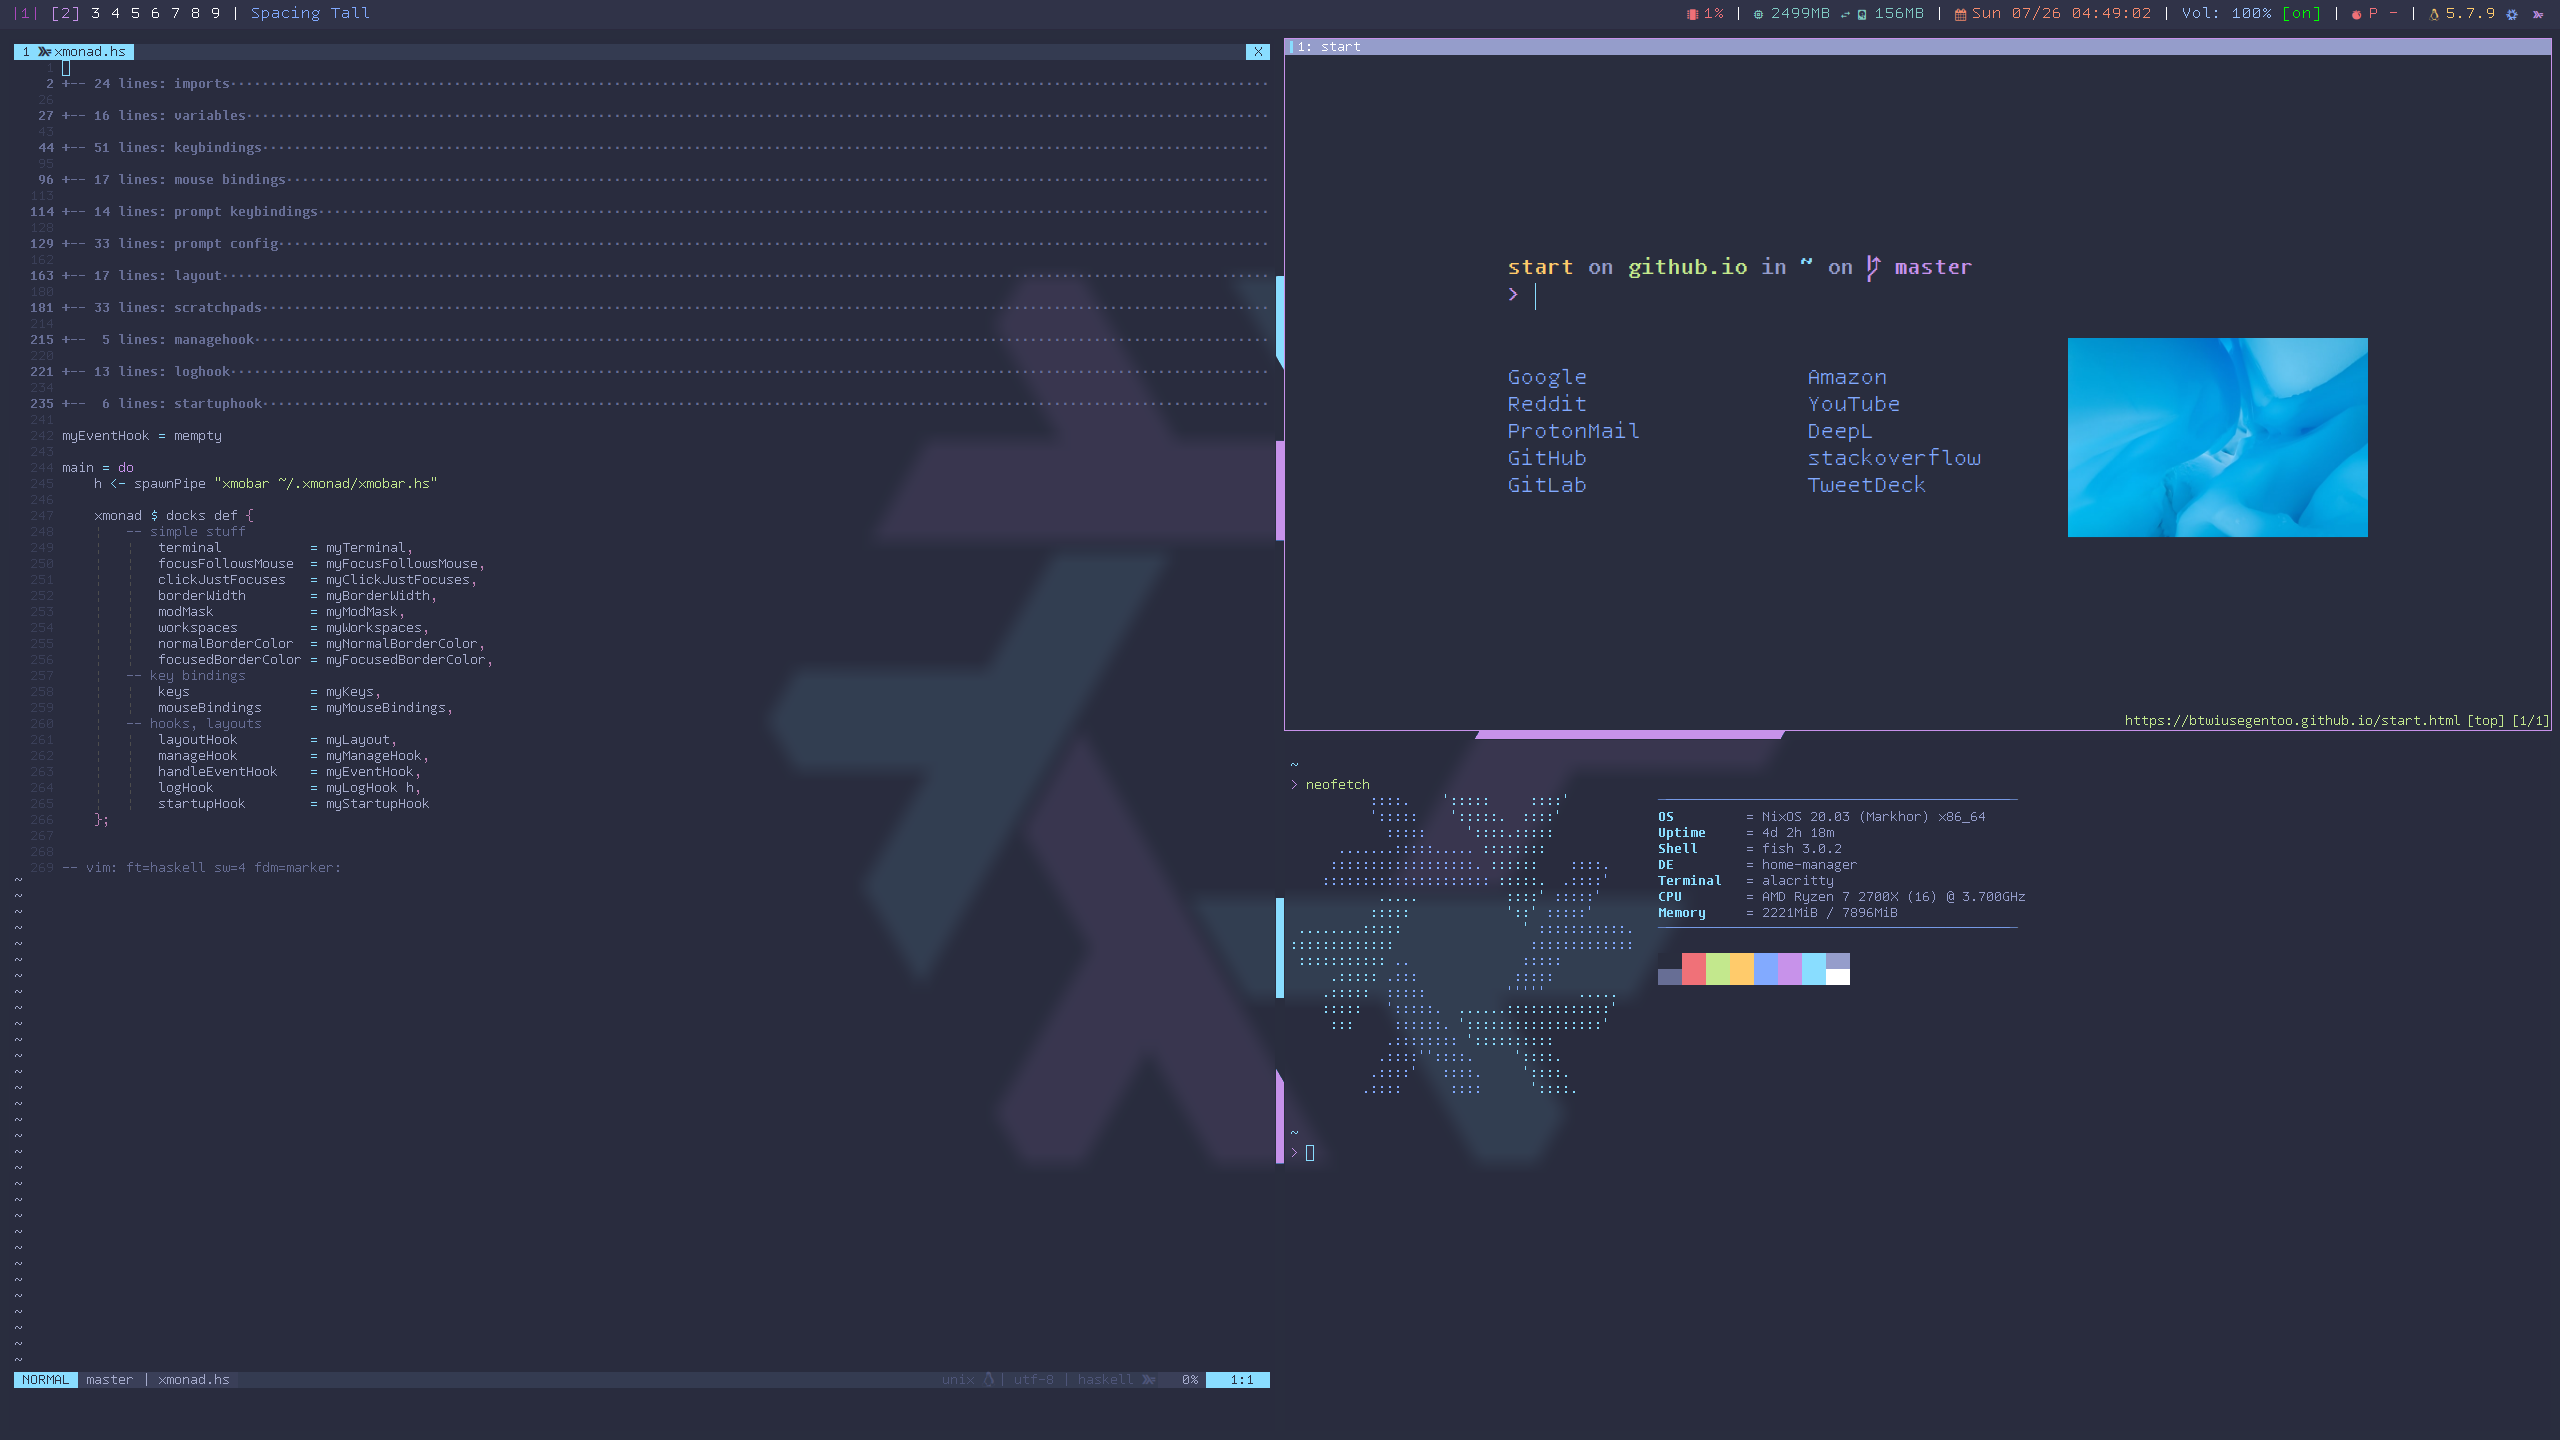 |1| [2] 3 4 5 6 7 8 9 | Spacing Tall
1% | 2499MB 156MB | Sun 07/26 04:49:02 | Vol: 100% [on] | P - | 5.7.9
1 xmonad.hs X
1
2 +-- 24 lines: imports
26
27 +-- 16 lines: variables
43
44 +-- 51 lines: keybindings
95
96 +-- 17 lines: mouse bindings
113
114 +-- 14 lines: prompt keybindings
128
129 +-- 33 lines: prompt config
162
163 +-- 17 lines: layout
180
181 +-- 33 lines: scratchpads
214
215 +--  5 lines: managehook
220
221 +-- 13 lines: loghook
234
235 +--  6 lines: startuphook
241
242 myEventHook = mempty
243
244 main = do
245     h <- spawnPipe "xmobar ~/.xmonad/xmobar.hs"
246
247     xmonad $ docks def {
248         -- simple stuff
249             terminal           = myTerminal,
250             focusFollowsMouse  = myFocusFollowsMouse,
251             clickJustFocuses   = myClickJustFocuses,
252             borderWidth        = myBorderWidth,
253             modMask            = myModMask,
254             workspaces         = myWorkspaces,
255             normalBorderColor  = myNormalBorderColor,
256             focusedBorderColor = myFocusedBorderColor,
257         -- key bindings
258             keys               = myKeys,
259             mouseBindings      = myMouseBindings,
260         -- hooks, layouts
261             layoutHook         = myLayout,
262             manageHook         = myManageHook,
263             handleEventHook    = myEventHook,
264             logHook            = myLogHook h,
265             startupHook        = myStartupHook
266     };
267
268
269 -- vim: ft=haskell sw=4 fdm=marker:
NORMAL master | xmonad.hs unix | utf-8 | haskell 0% 1:1
1: start
start on github.io in ~ on master
>
Google
Reddit
ProtonMail
GitHub
GitLab
Amazon
YouTube
DeepL
stackoverflow
TweetDeck
https://btwiusegentoo.github.io/start.html [top] [1/1]
~
> neofetch
OS = NixOS 20.03 (Markhor) x86_64
Uptime = 4d 2h 18m
Shell = fish 3.0.2
DE = home-manager
Terminal = alacritty
CPU = AMD Ryzen 7 2700X (16) @ 3.700GHz
Memory = 2221MiB / 7896MiB
~
>